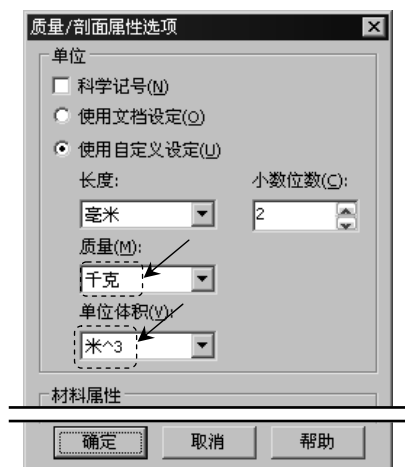 质量/剖面属性选项
单位
科学记号(N)
使用文档设定(O)
使用自定义设定(U)
长度: 小数位数(C):
毫米 2
质量(M):
千克
单位体积(V):
米^3
材料属性
确定 取消 帮助